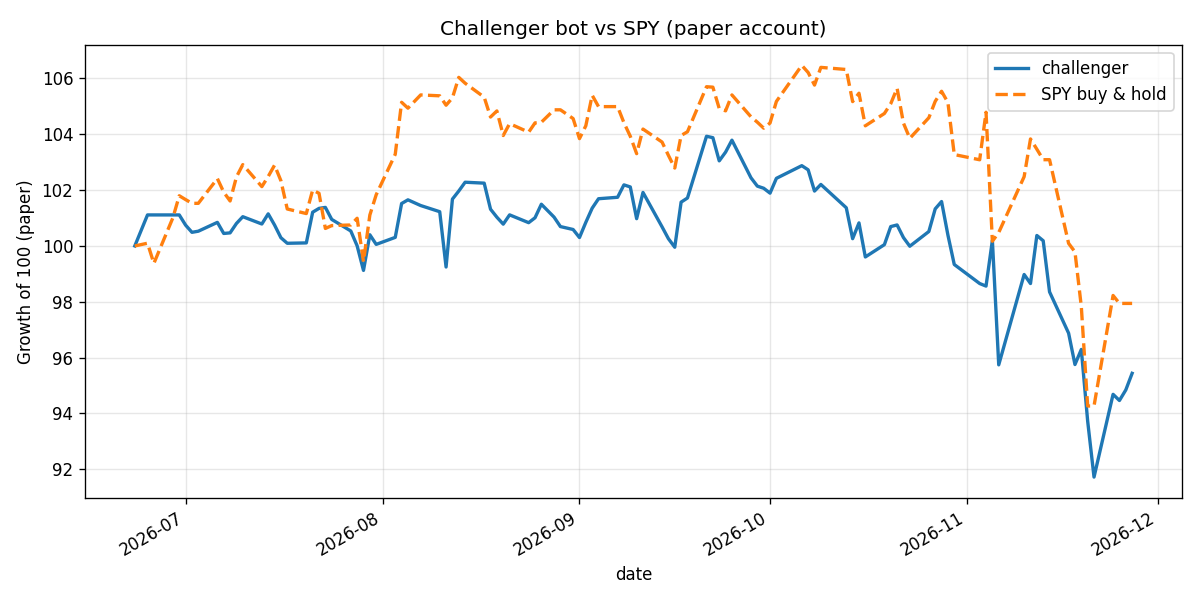 Challenger bot vs SPY (paper account)
challenger
SPY buy & hold
Growth of 100 (paper)
106
104
102
100
98
96
94
92
2026-07
2026-08
2026-09
2026-10
2026-11
2026-12
date